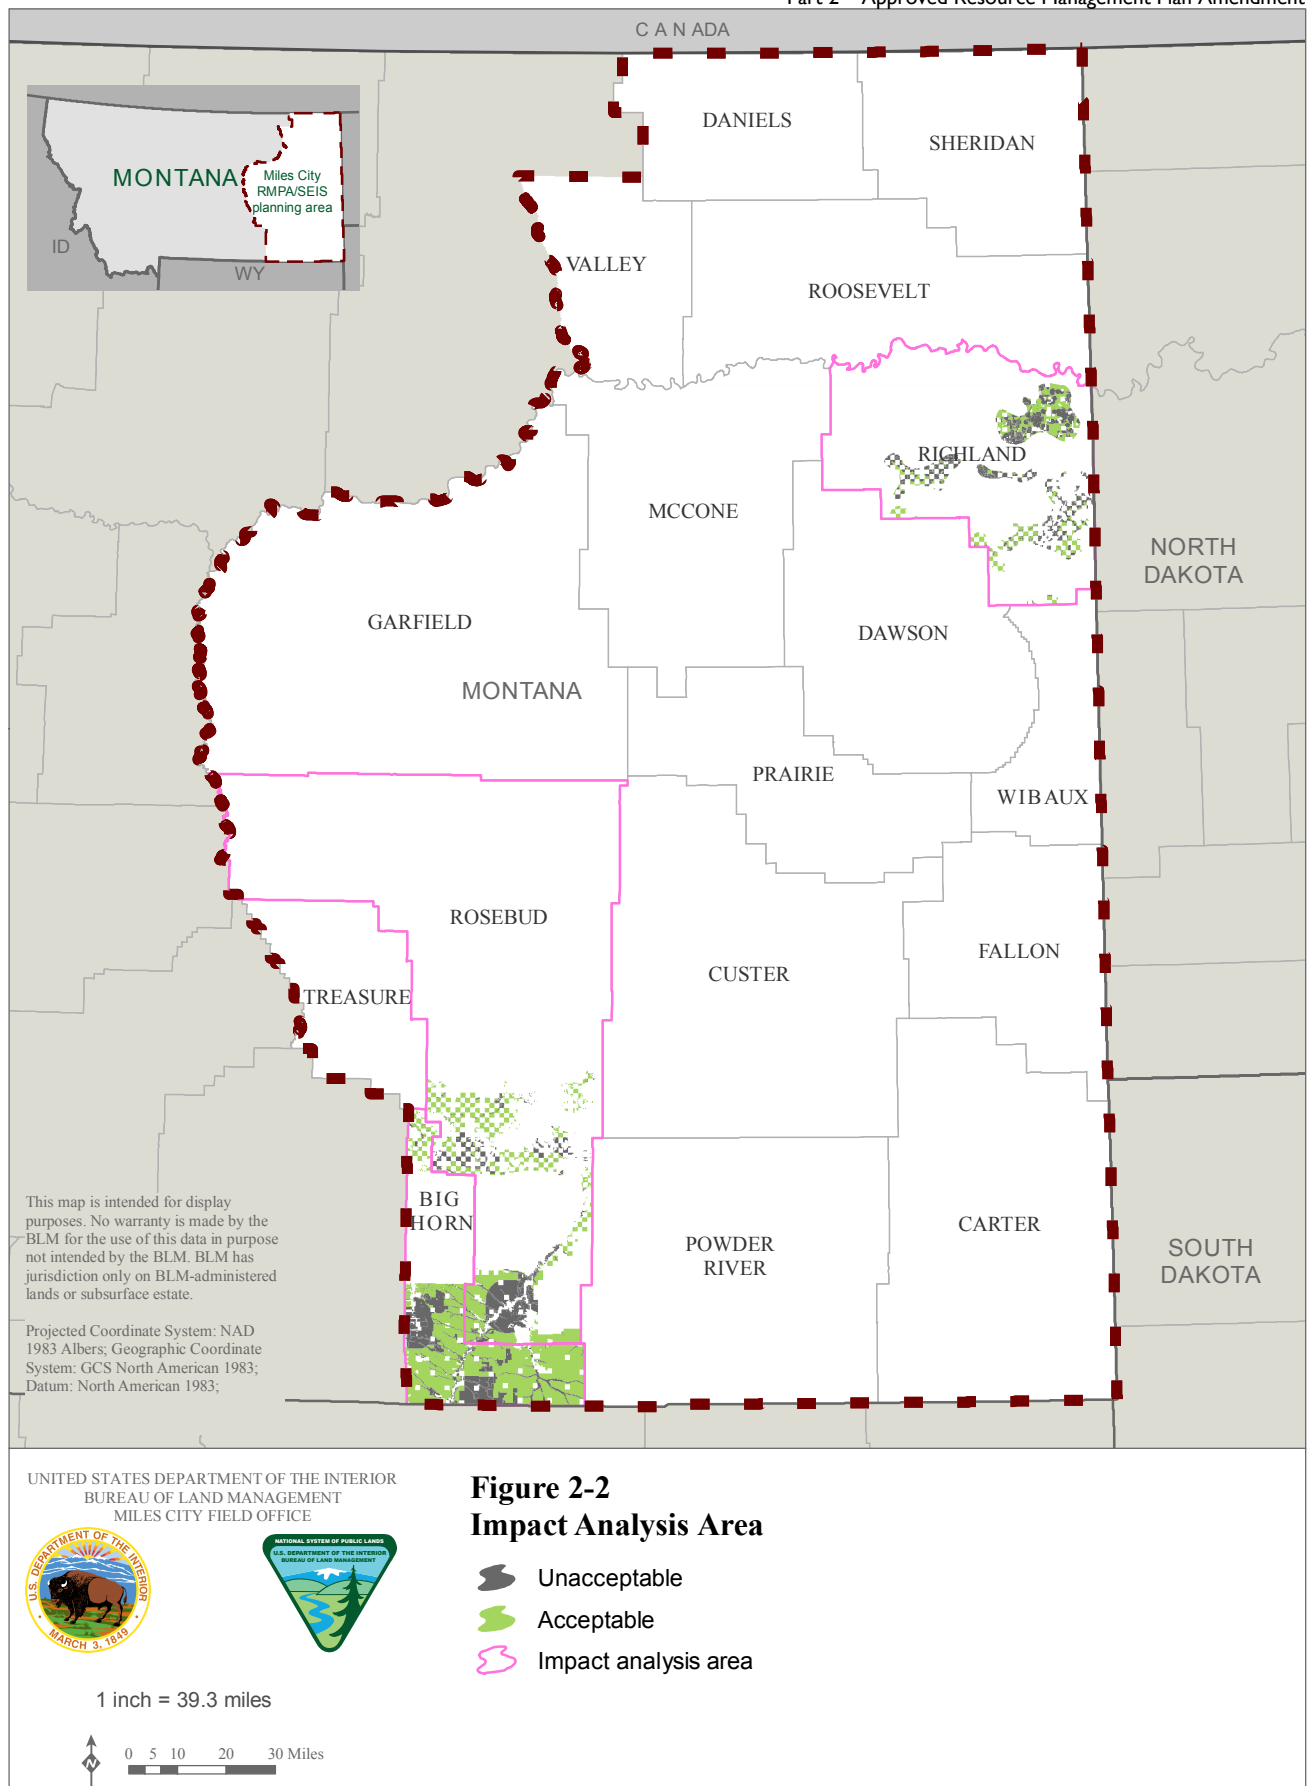 Part 2 - Approved Resource Management Plan Amendment
CANADA
DANIELS
SHERIDAN
MONTANA
Miles City
RMPA/SEIS
planning area
ID
WY
VALLEY
ROOSEVELT
RICHLAND
MCCONE
NORTH
DAKOTA
GARFIELD
DAWSON
MONTANA
PRAIRIE
WIBAUX
ROSEBUD
FALLON
CUSTER
TREASURE
BIG
HORN
CARTER
POWDER
RIVER
SOUTH
DAKOTA
This map is intended for display
purposes. No warranty is made by the
BLM for the use of this data in purpose
not intended by the BLM. BLM has
jurisdiction only on BLM-administered
lands or subsurface estate.
Projected Coordinate System: NAD
1983 Albers; Geographic Coordinate
System: GCS North American 1983;
Datum: North American 1983;
UNITED STATES DEPARTMENT OF THE INTERIOR
BUREAU OF LAND MANAGEMENT
MILES CITY FIELD OFFICE
U.S. DEPARTMENT OF THE INTERIOR
MARCH 3, 1849
NATIONAL SYSTEM OF PUBLIC LANDS
U.S. DEPARTMENT OF THE INTERIOR
BUREAU OF LAND MANAGEMENT
Figure 2-2
Impact Analysis Area
Unacceptable
Acceptable
Impact analysis area
1 inch = 39.3 miles
N
0 5 10 20 30 Miles